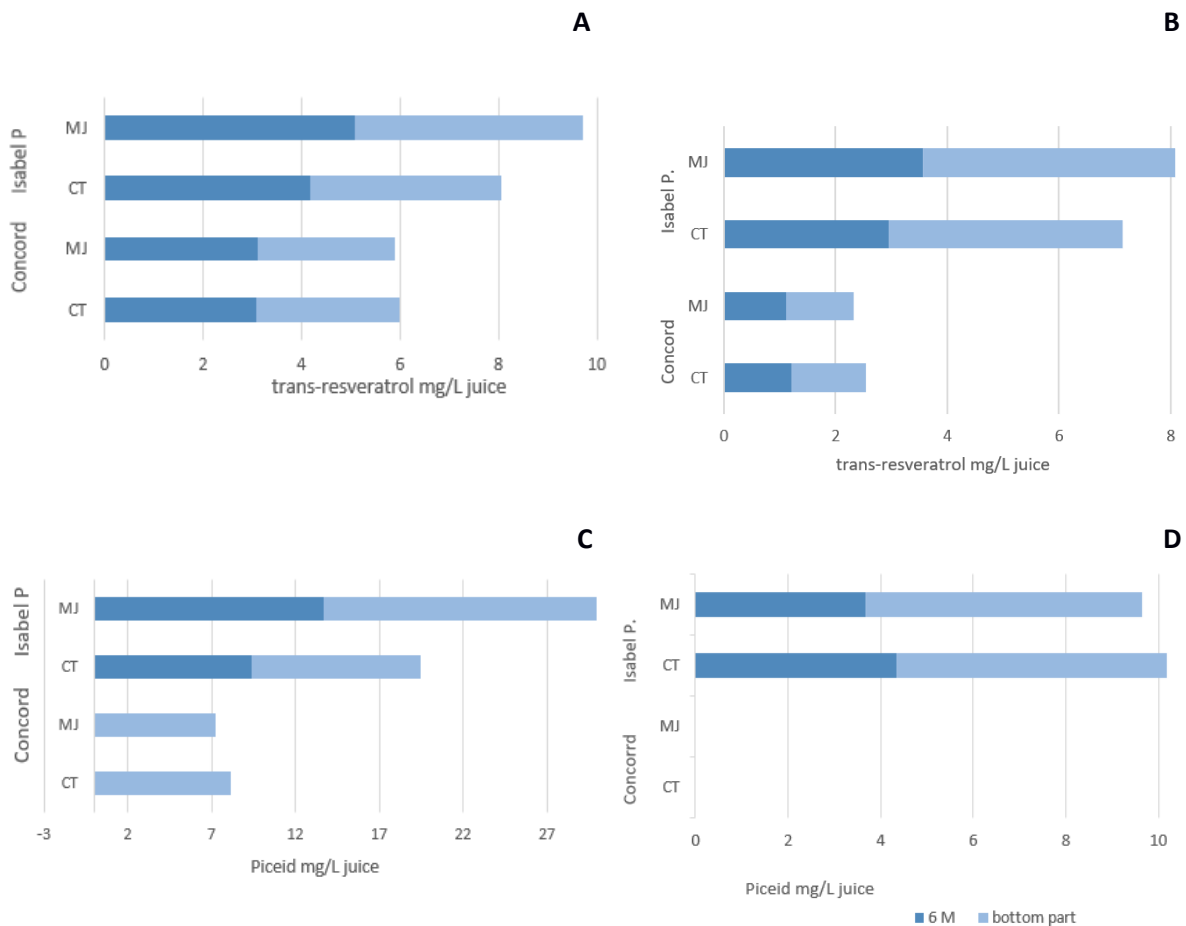 A
Isabel P
Concord
MJ
CT
MJ
CT
0 2 4 6 8 10
trans-resveratrol mg/L juice
B
Isabel P.
Concord
MJ
CT
MJ
CT
0 2 4 6 8
trans-resveratrol mg/L juice
C
Isabel P
Concord
MJ
CT
MJ
CT
-3 2 7 12 17 22 27
Piceid mg/L juice
D
Isabel P.
Concorrd
MJ
CT
MJ
CT
0 2 4 6 8 10
Piceid mg/L juice
6 M bottom part